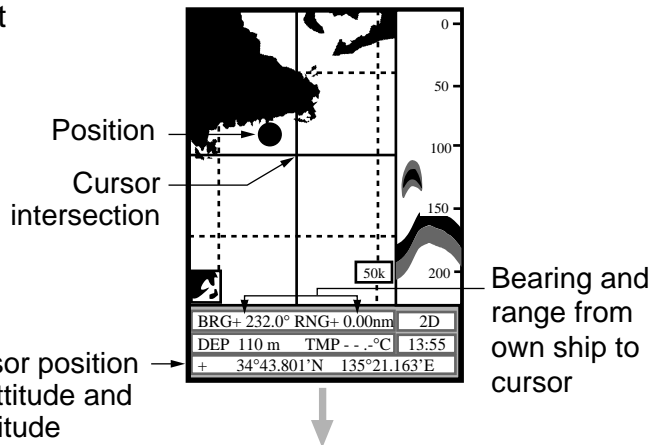 t
0
50
Position
100
Cursor
intersection
150
50k
200
Bearing and
range from
own ship to
cursor
BRG+ 232.0° RNG+ 0.00nm 2D
DEP 110 m TMP - - .-°C 13:55
+ 34°43.801'N 135°21.163'E
sor position
ttitude and
itude